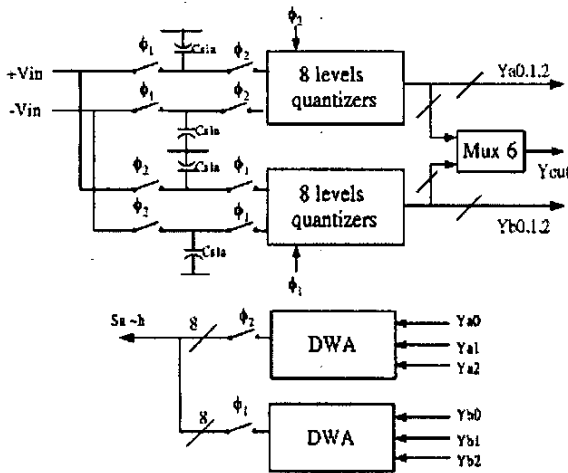 ϕ1
Csia
ϕ2
ϕ2
+Vin
8 levels
quantizers
Ya0.1.2
-Vin
ϕ1
ϕ2
Csia
Csia
Mux 6
Yout
ϕ2
ϕ1
8 levels
quantizers
Yb0.1.2
ϕ2
ϕ1
Csia
ϕ1
Sa ~h
8
ϕ2
DWA
Ya0
Ya1
Ya2
8
ϕ1
DWA
Yb0
Yb1
Yb2